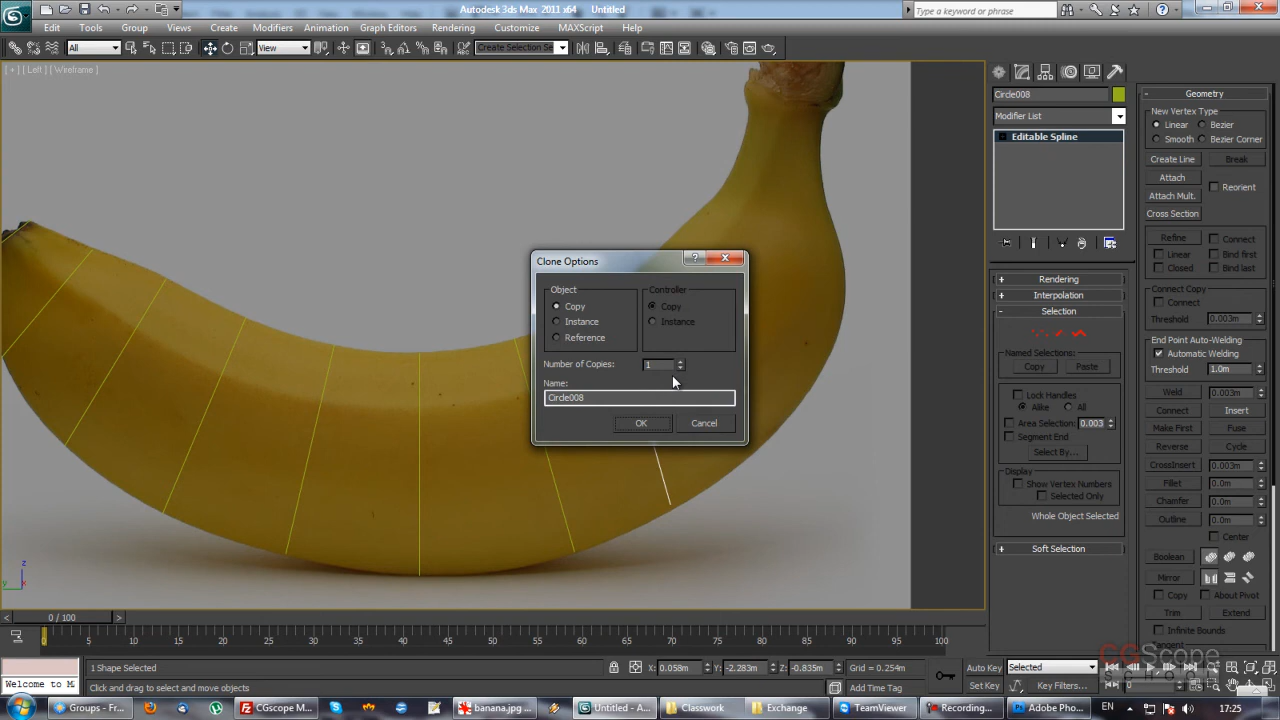 Autodesk 3ds Max 2011 x64    Untitled
Type a keyword or phrase
Edit Tools Group Views Create Modifiers Animation Graph Editors Rendering Customize MAXScript Help
All View Create Selection Se
[ + ] [ Left ] [ Wireframe ]
Clone Options
Object
Copy
Instance
Reference
Controller
Copy
Instance
Number of Copies: 1
Name:
Circle008
OK Cancel
Circle008
Modifier List
Editable Spline
Rendering
Interpolation
Selection
Named Selections:
Copy Paste
Lock Handles
Alike All
Area Selection: 0.003
Segment End
Select By...
Display
Show Vertex Numbers
Selected Only
Whole Object Selected
Soft Selection
Geometry
New Vertex Type
Linear Bezier
Smooth Bezier Corner
Create Line Break
Attach
Attach Mult. Reorient
Cross Section
Refine Connect
Linear Bind first
Closed Bind last
Connect Copy
Connect
Threshold 0.003m
End Point Auto-Welding
Automatic Welding
Threshold 1.0m
Weld 0.003m
Connect Insert
Make First Fuse
Reverse Cycle
CrossInsert 0.003m
Fillet 0.0m
Chamfer 0.0m
Outline 0.0m
Center
Boolean
Mirror
Copy About Pivot
Trim Extend
Infinite Bounds
Tangent
CGScope
school
z
y x
< 0 / 100 >
0 5 10 15 20 25 30 35 40 45 50 55 60 65 70 75 80 85 90 95 100
1 Shape Selected X: 0.058m Y: -2.283m Z: -0.835m Grid = 0.254m Auto Key Selected
Welcome to M Click and drag to select and move objects Add Time Tag Set Key Key Filters... 0
Groups - Fr... CGscope M... banana.jpg ... Untitled - A... Classwork Exchange TeamViewer Recording... Adobe Phot... EN 17:25